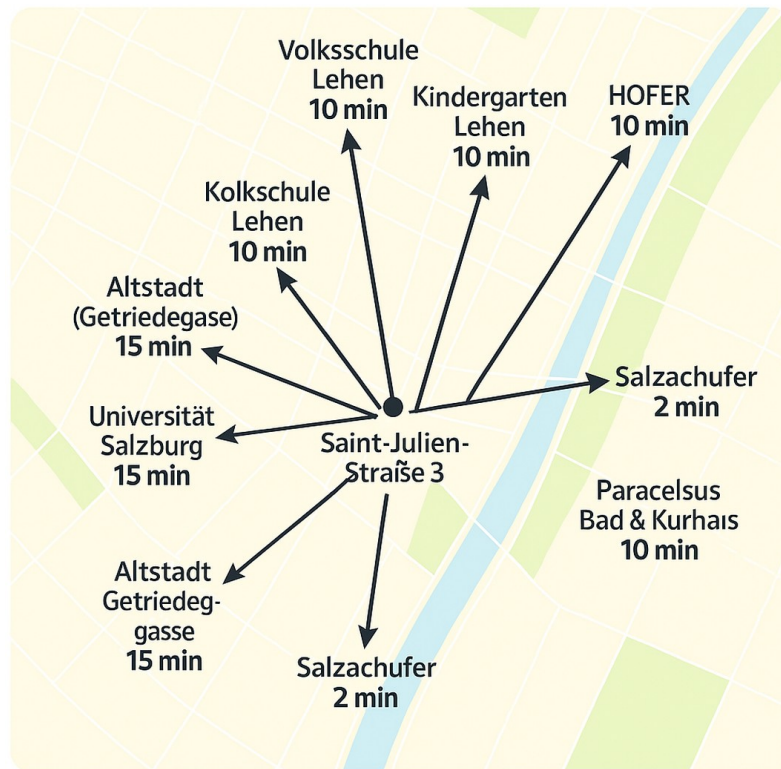 Volksschule
Lehen
10 min
Kindergarten
Lehen
10 min
HOFER
10 min
Kolkschule
Lehen
10 min
Altstadt
(Getriedegase)
15 min
Salzachufer
2 min
Universität
Salzburg
15 min
Saint-Julien-
Straße 3
Paracelsus
Bad & Kurhaıs
10 min
Altstadt
Getriedeg-
gasse
15 min
Salzachufer
2 min